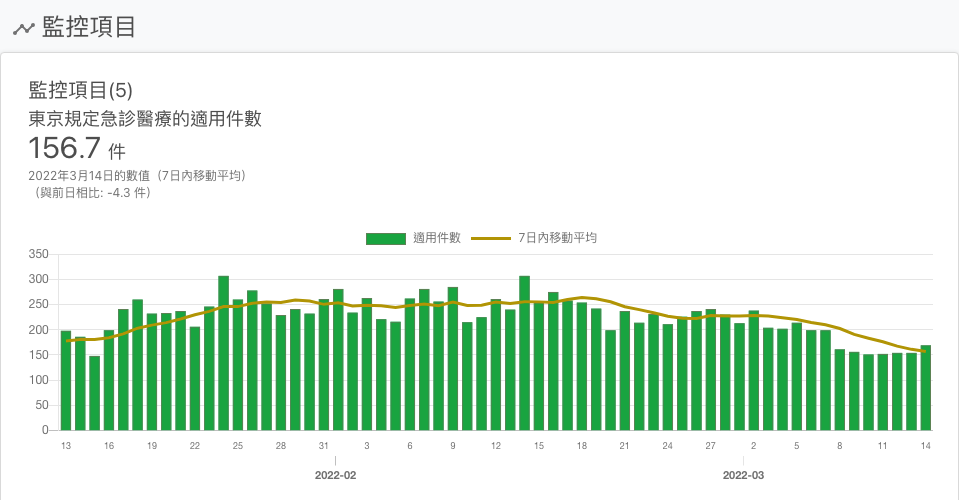 監控項目
監控項目(5)
東京規定急診醫療的適用件數
156.7 件
2022年3月14日的數值（7日內移動平均）
（與前日相比: -4.3 件）
適用件數 7日內移動平均
350
300
250
200
150
100
50
0
13 16 19 22 25 28 31 3 6 9 12 15 18 21 24 27 2 5 8 11 14
2022-02 2022-03